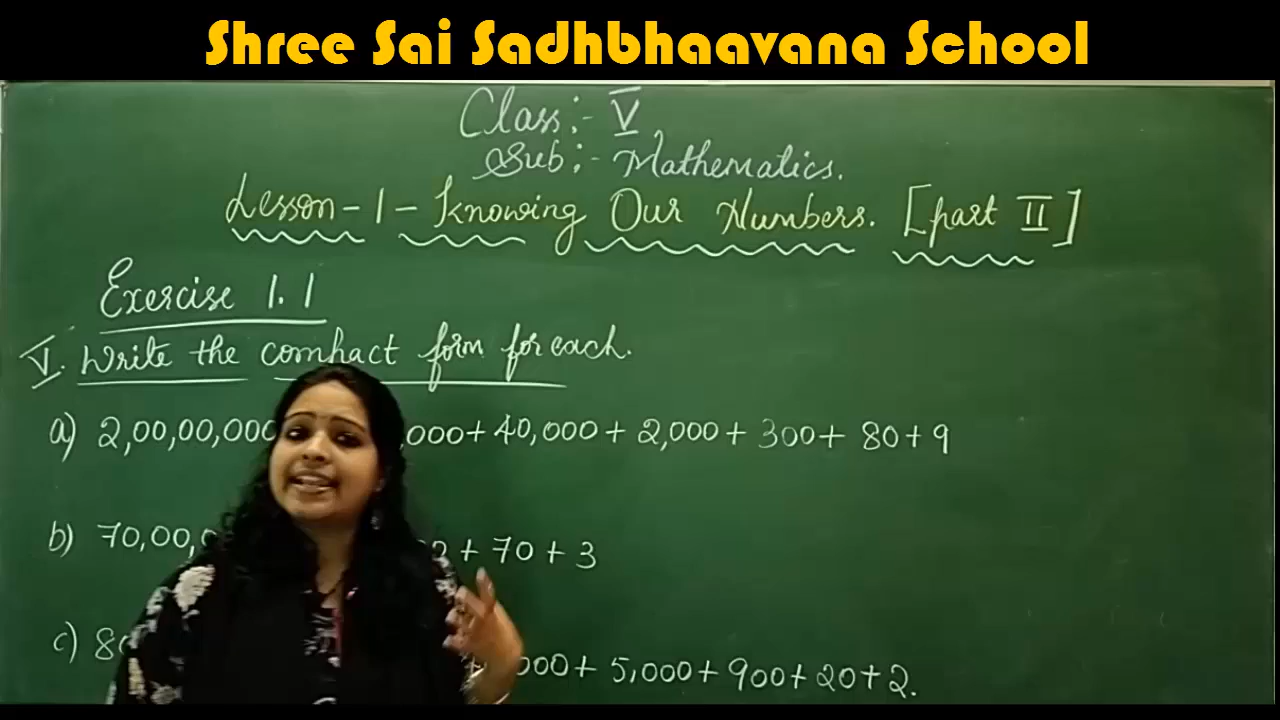 Shree Sai Sadhbhaavana School
Class:- V
Sub:- Mathematics.
Lesson-1-Knowing Our Numbers. [part II]
Exercise 1.1
V. Write the compact form for each.
a) 2,00,00,000 ,000+40,000+2,000+300+80+9
b) 70,00, +70+3
c) 000+5,000+900+20+2.